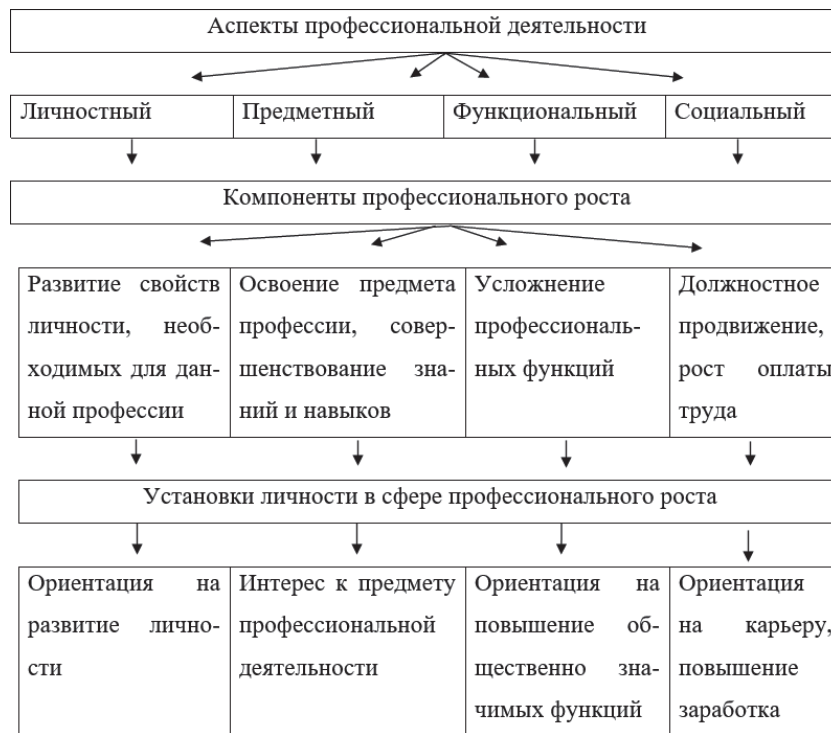 Аспекты профессиональной деятельности
Личностный
Предметный
Функциональный
Социальный
Компоненты профессионального роста
Развитие свойств
личности, необ-
ходимых для дан-
ной профессии
Освоение предмета
профессии, совер-
шенствование зна-
ний и навыков
Усложнение
профессиональ-
ных функций
Должностное
продвижение,
рост оплаты
труда
Установки личности в сфере профессионального роста
Ориентация на
развитие лично-
сти
Интерес к предмету
профессиональной
деятельности
Ориентация на
повышение об-
щественно зна-
чимых функций
Ориентация
на карьеру,
повышение
заработка